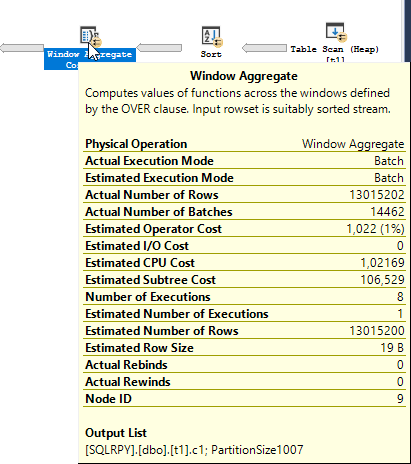 Window Aggregate
Sort
Table Scan (Heap)
[t1]
Window Aggregate
Computes values of functions across the windows defined
by the OVER clause. Input rowset is suitably sorted stream.
Physical Operation Window Aggregate
Actual Execution Mode Batch
Estimated Execution Mode Batch
Actual Number of Rows 13015202
Actual Number of Batches 14462
Estimated Operator Cost 1,022 (1%)
Estimated I/O Cost 0
Estimated CPU Cost 1,02169
Estimated Subtree Cost 106,529
Number of Executions 8
Estimated Number of Executions 1
Estimated Number of Rows 13015200
Estimated Row Size 19 B
Actual Rebinds 0
Actual Rewinds 0
Node ID 9
Output List
[SQLRPY].[dbo].[t1].c1; PartitionSize1007